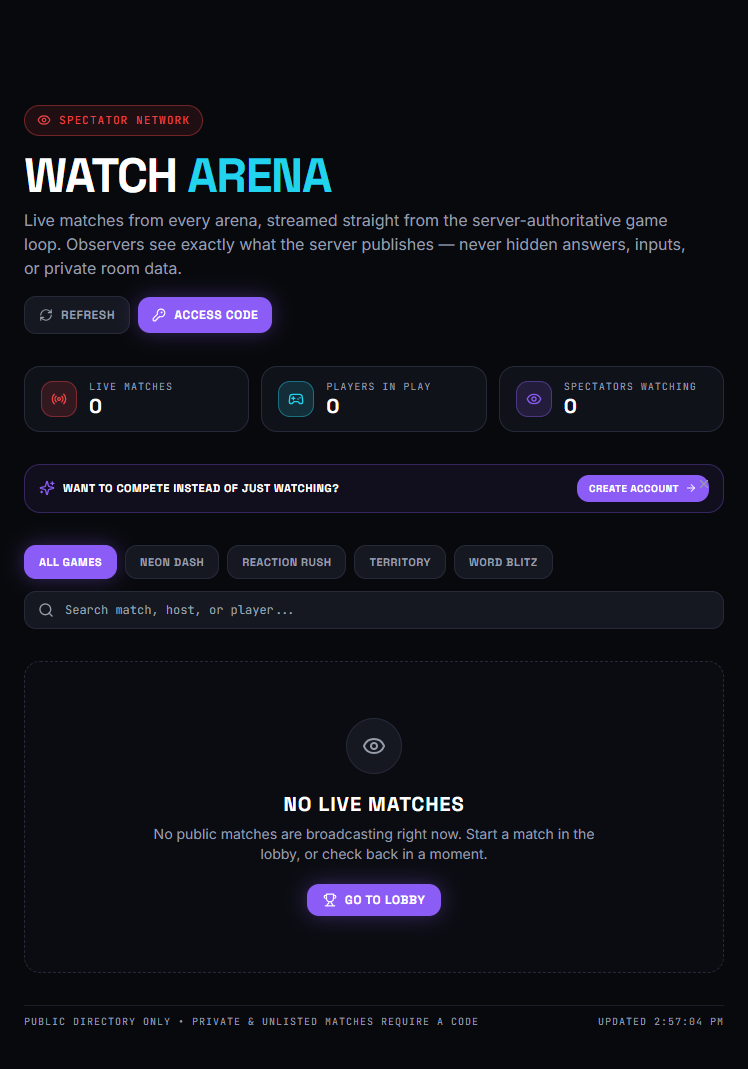 SPECTATOR NETWORK
WATCH ARENA
Live matches from every arena, streamed straight from the server-authoritative game
loop. Observers see exactly what the server publishes — never hidden answers, inputs,
or private room data.
REFRESH
ACCESS CODE
LIVE MATCHES
0
PLAYERS IN PLAY
0
SPECTATORS WATCHING
0
WANT TO COMPETE INSTEAD OF JUST WATCHING?
CREATE ACCOUNT
ALL GAMES
NEON DASH
REACTION RUSH
TERRITORY
WORD BLITZ
Search match, host, or player...
NO LIVE MATCHES
No public matches are broadcasting right now. Start a match in the
lobby, or check back in a moment.
GO TO LOBBY
PUBLIC DIRECTORY ONLY • PRIVATE & UNLISTED MATCHES REQUIRE A CODE
UPDATED 2:57:04 PM